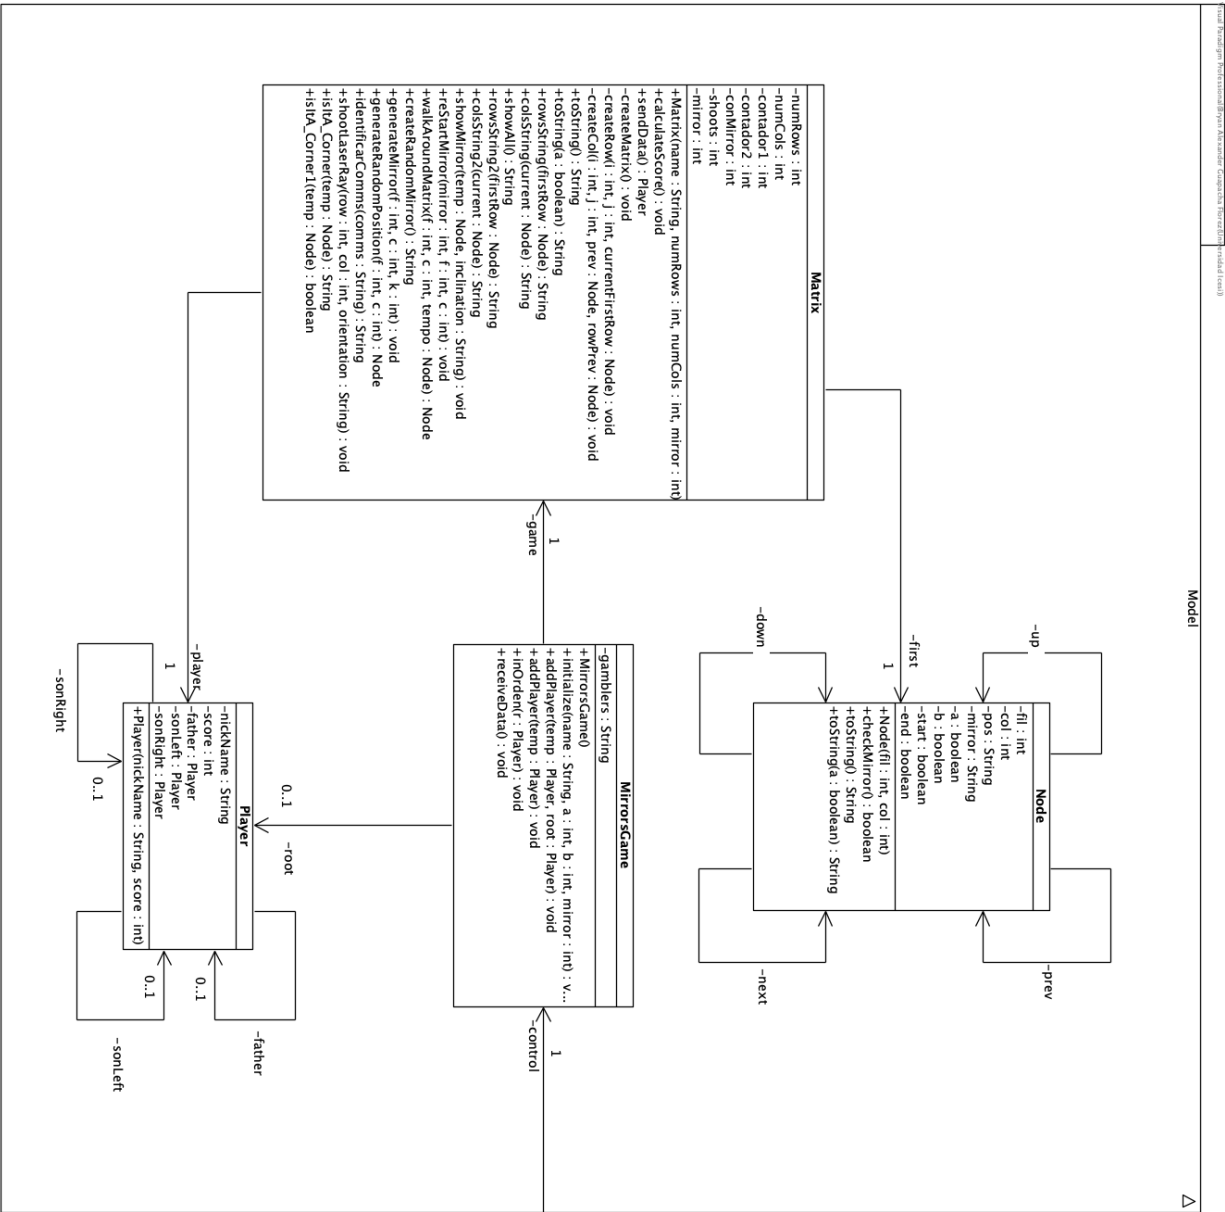 Model
Matrix
-numRows : int
-numCols : int
-contador1 : int
-contador2 : int
-conMirror : int
-shoots : int
-mirror : int
+Matrix(name : String, numRows : int, numCols : int, mirror : int)
+calculateScore() : void
+sendData() : Player
-createMatrix() : void
-createRow(i : int, j : int, currentFirstRow : Node) : void
-createCol(i : int, j : int, prev : Node, rowPrev : Node) : void
+toString() : String
+toString(a : boolean) : String
+rowsString(firstRow : Node) : String
+colsString(current : Node) : String
+showAll() : String
+rowsString2(firstRow : Node) : String
+colsString2(current : Node) : String
+showMirror(temp : Node, inclination : String) : void
+reStartMirror(mirror : int, f : int, c : int) : void
+walkAroundMatrix(f : int, c : int, tempo : Node) : Node
+createRandomMirror() : String
+generateMirror(f : int, c : int, k : int) : void
+generateRandomPosition(f : int, c : int) : Node
+identificarComms(comms : String) : String
+shootLaserRay(row : int, col : int, orientation : String) : void
+isItA_Corner(temp : Node) : String
+isItA_Corner1(temp : Node) : boolean
-first
1
-up
-down
Node
-fil : int
-col : int
-pos : String
-mirror : String
-a : boolean
-b : boolean
-start : boolean
-end : boolean
+Node(fil : int, col : int)
+checkMirror() : boolean
+toString() : String
+toString(a : boolean) : String
-prev
-next
1
-game
MirrorsGame
-gamblers : String
+MirrorsGame()
+initialize(name : String, a : int, b : int, mirror : int) : v...
+addPlayer(temp : Player, root : Player) : void
+addPlayer(temp : Player) : void
+inOrden(r : Player) : void
+receiveData() : void
1
-control
-player
1
0..1
-root
-sonRight
0..1
Player
-nickName : String
-score : int
-father : Player
-sonLeft : Player
-sonRight : Player
+Player(nickName : String, score : int)
0..1
-father
0..1
-sonLeft